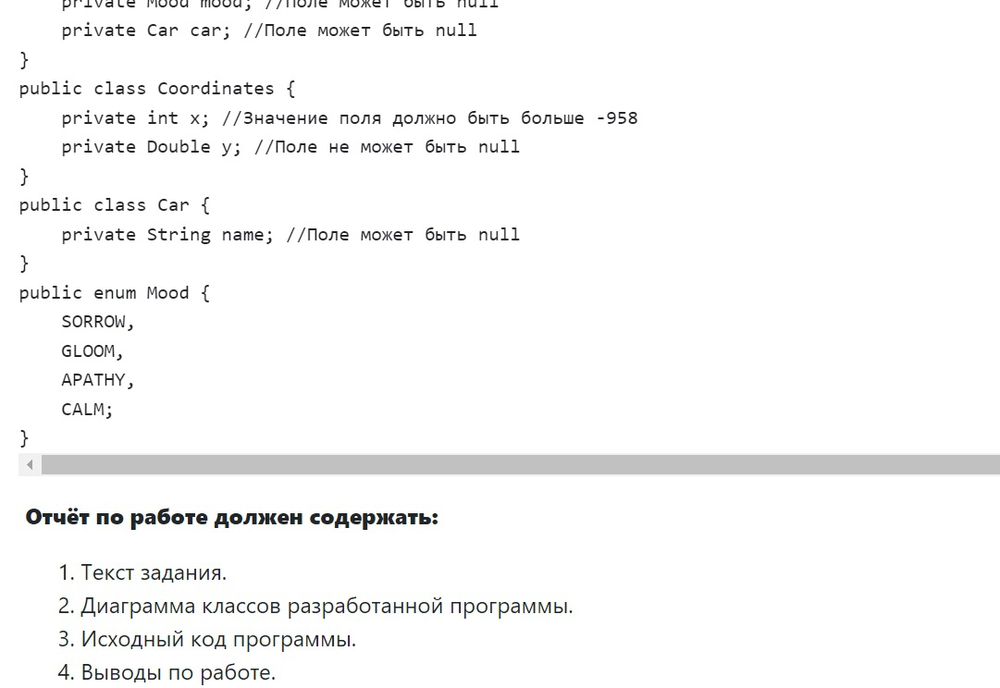 private Mood mood; //Поле может быть null
private Car car; //Поле может быть null
}
public class Coordinates {
private int x; //Значение поля должно быть больше -958
private Double y; //Поле не может быть null
}
public class Car {
private String name; //Поле может быть null
}
public enum Mood {
SORROW,
GLOOM,
APATHY,
CALM;
}
Отчёт по работе должен содержать:
1. Текст задания.
2. Диаграмма классов разработанной программы.
3. Исходный код программы.
4. Выводы по работе.